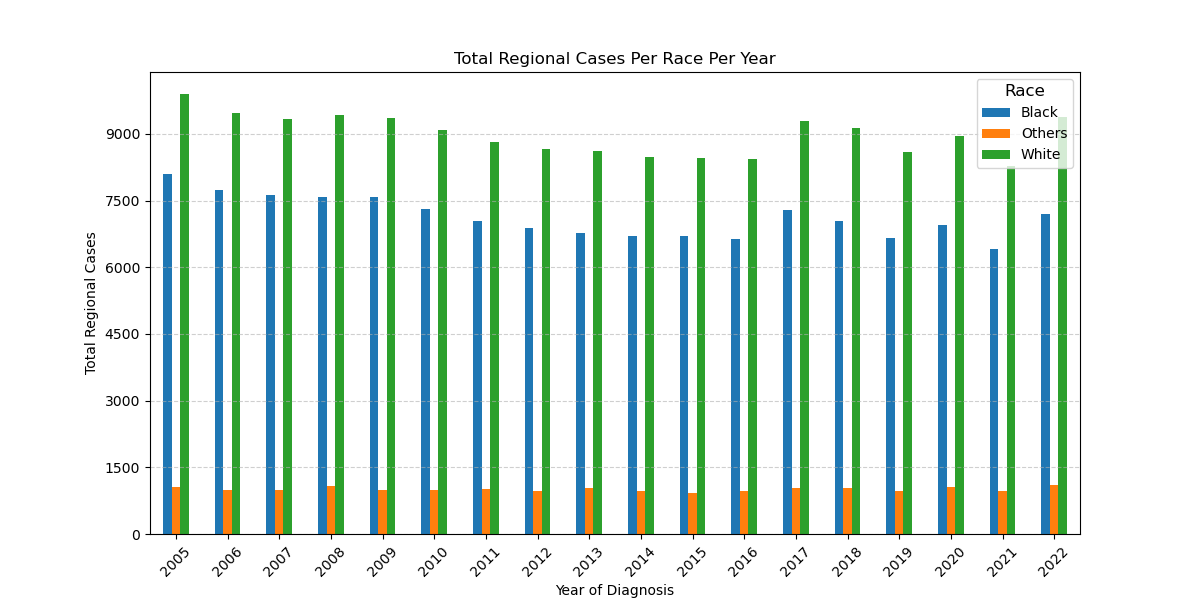 Total Regional Cases Per Race Per Year
Race
Black
Others
White
Total Regional Cases
9000
7500
6000
4500
3000
1500
0
2005 2006 2007 2008 2009 2010 2011 2012 2013 2014 2015 2016 2017 2018 2019 2020 2021 2022
Year of Diagnosis